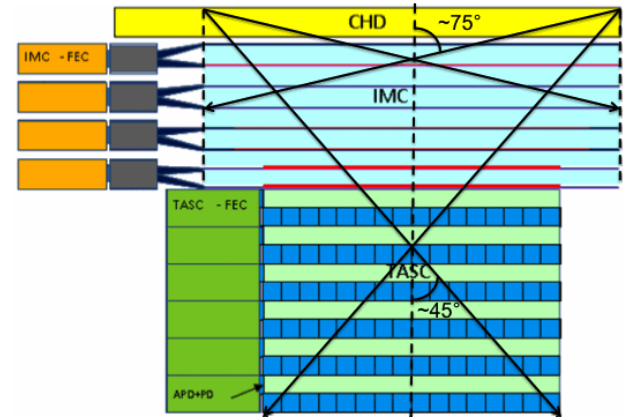 CHD
~75°
IMC - FEC
IMC
TASC - FEC
TASC
~45°
APD+PD